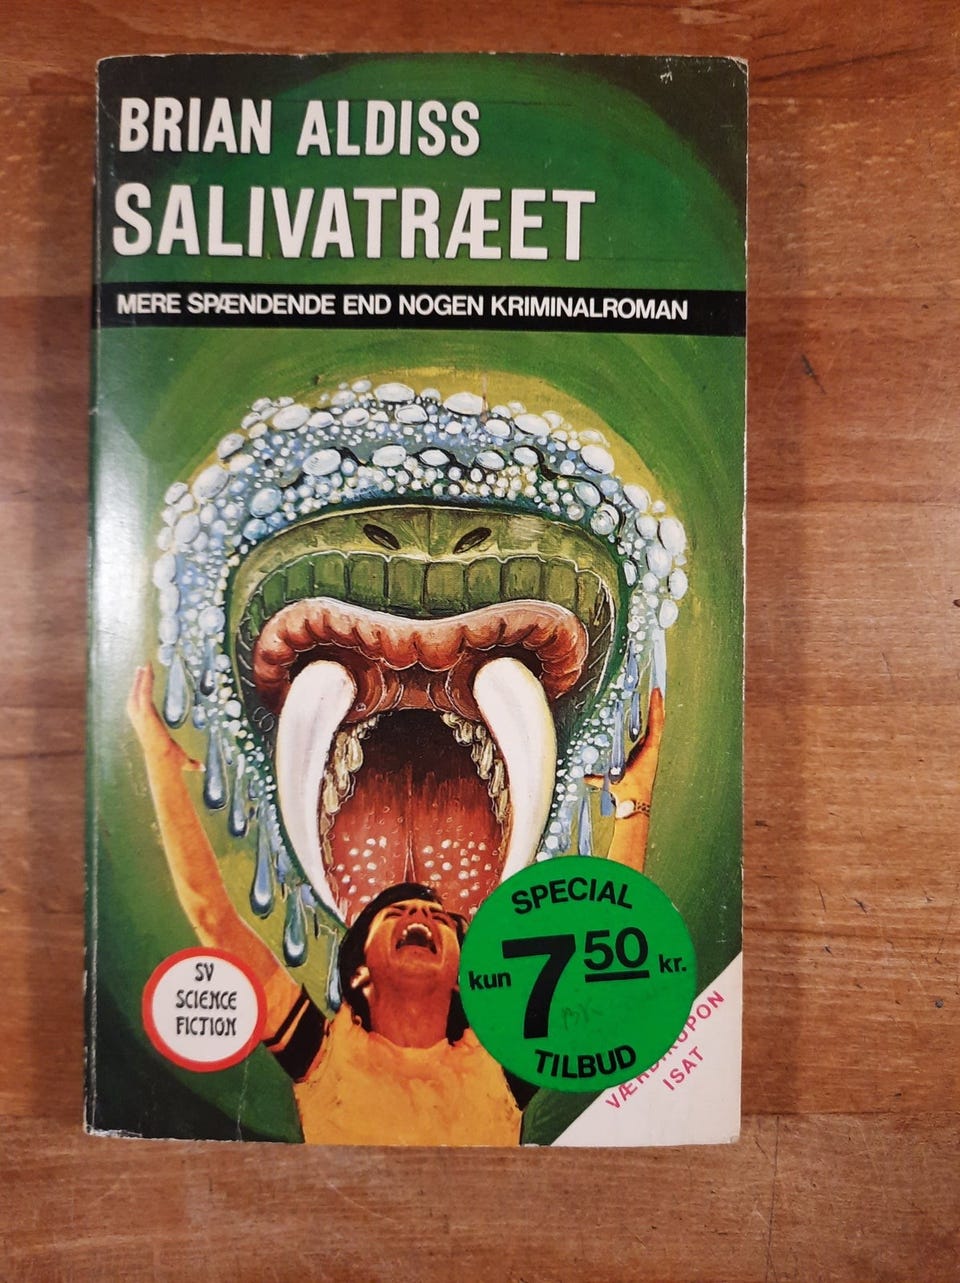 BRIAN ALDISS
SALIVATRÆET
MERE SPÆNDENDE END NOGEN KRIMINALROMAN
SV
SCIENCE
FICTION
SPECIAL
kun 7 50 kr.
TILBUD
ISAT